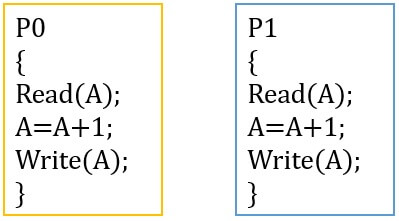 P0
{
Read(A);
A=A+1;
Write(A);
}
P1
{
Read(A);
A=A+1;
Write(A);
}